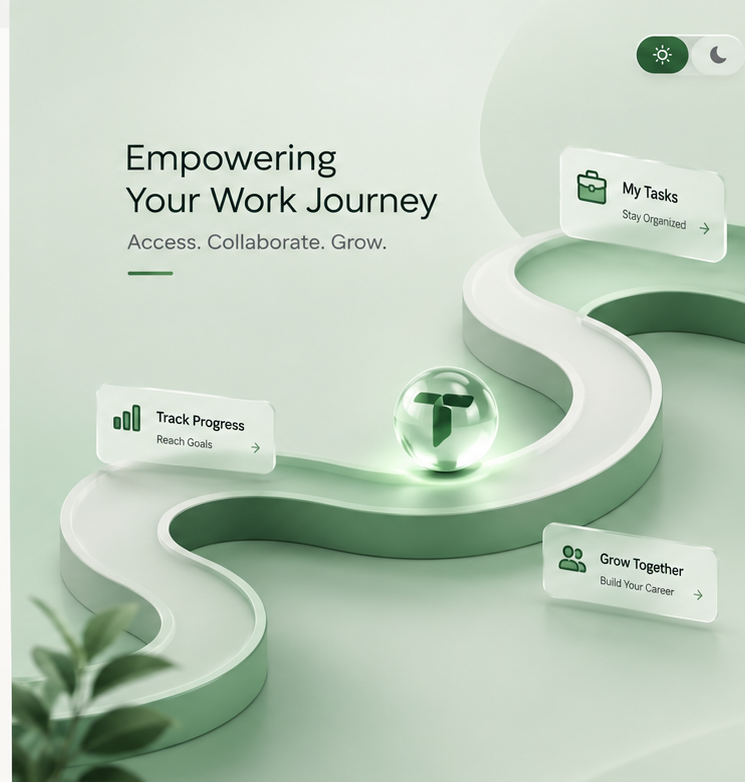 Empowering
Your Work Journey
Access. Collaborate. Grow.
My Tasks
Stay Organized
Track Progress
Reach Goals
T
Grow Together
Build Your Career